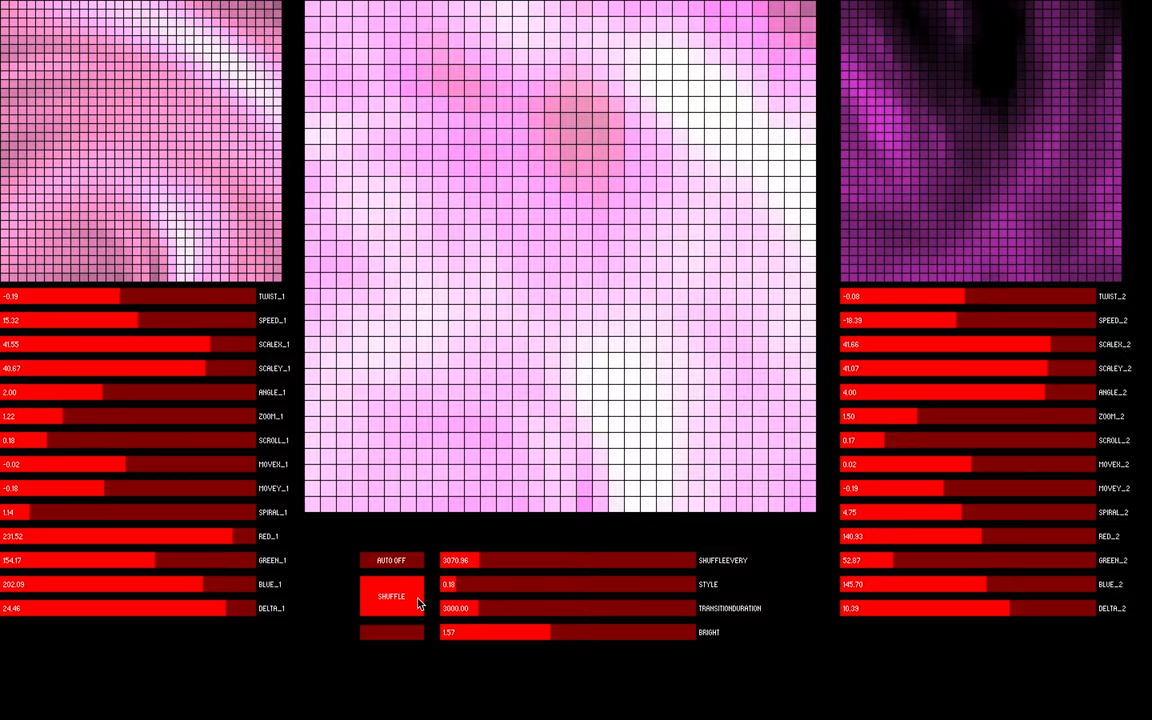 -0.19 TWIST_1
15.32 SPEED_1
41.55 SCALEX_1
40.67 SCALEY_1
2.00 ANGLE_1
1.22 ZOOM_1
0.18 SCROLL_1
-0.02 MOVEX_1
-0.18 MOVEY_1
1.14 SPIRAL_1
231.52 RED_1
154.17 GREEN_1
202.09 BLUE_1
24.46 DELTA_1
AUTO OFF
SHUFFLE
3070.96 SHUFFLEEVERY
0.18 STYLE
3000.00 TRANSITIONDURATION
1.57 BRIGHT
-0.08 TWIST_2
-18.39 SPEED_2
41.66 SCALEX_2
41.07 SCALEY_2
4.00 ANGLE_2
1.50 ZOOM_2
0.17 SCROLL_2
0.02 MOVEX_2
-0.19 MOVEY_2
4.75 SPIRAL_2
140.93 RED_2
52.87 GREEN_2
145.70 BLUE_2
10.39 DELTA_2